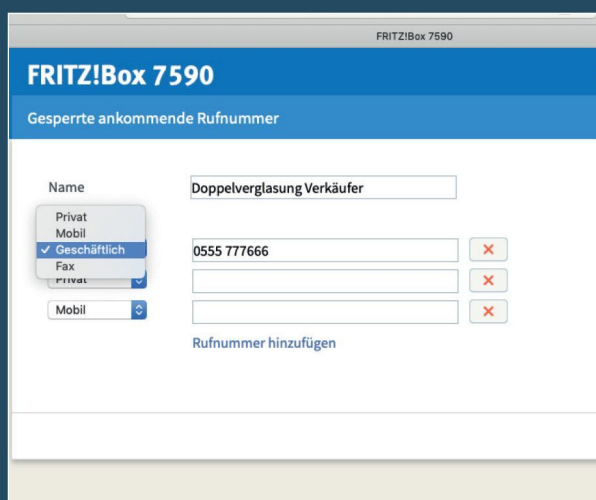 FRITZ!Box 7590
FRITZ!Box 7590
Gesperrte ankommende Rufnummer
Name
Doppelverglasung Verkäufer
Privat
Mobil
✓ Geschäftlich
0555 777666
Fax
Privat
Mobil
Rufnummer hinzufügen